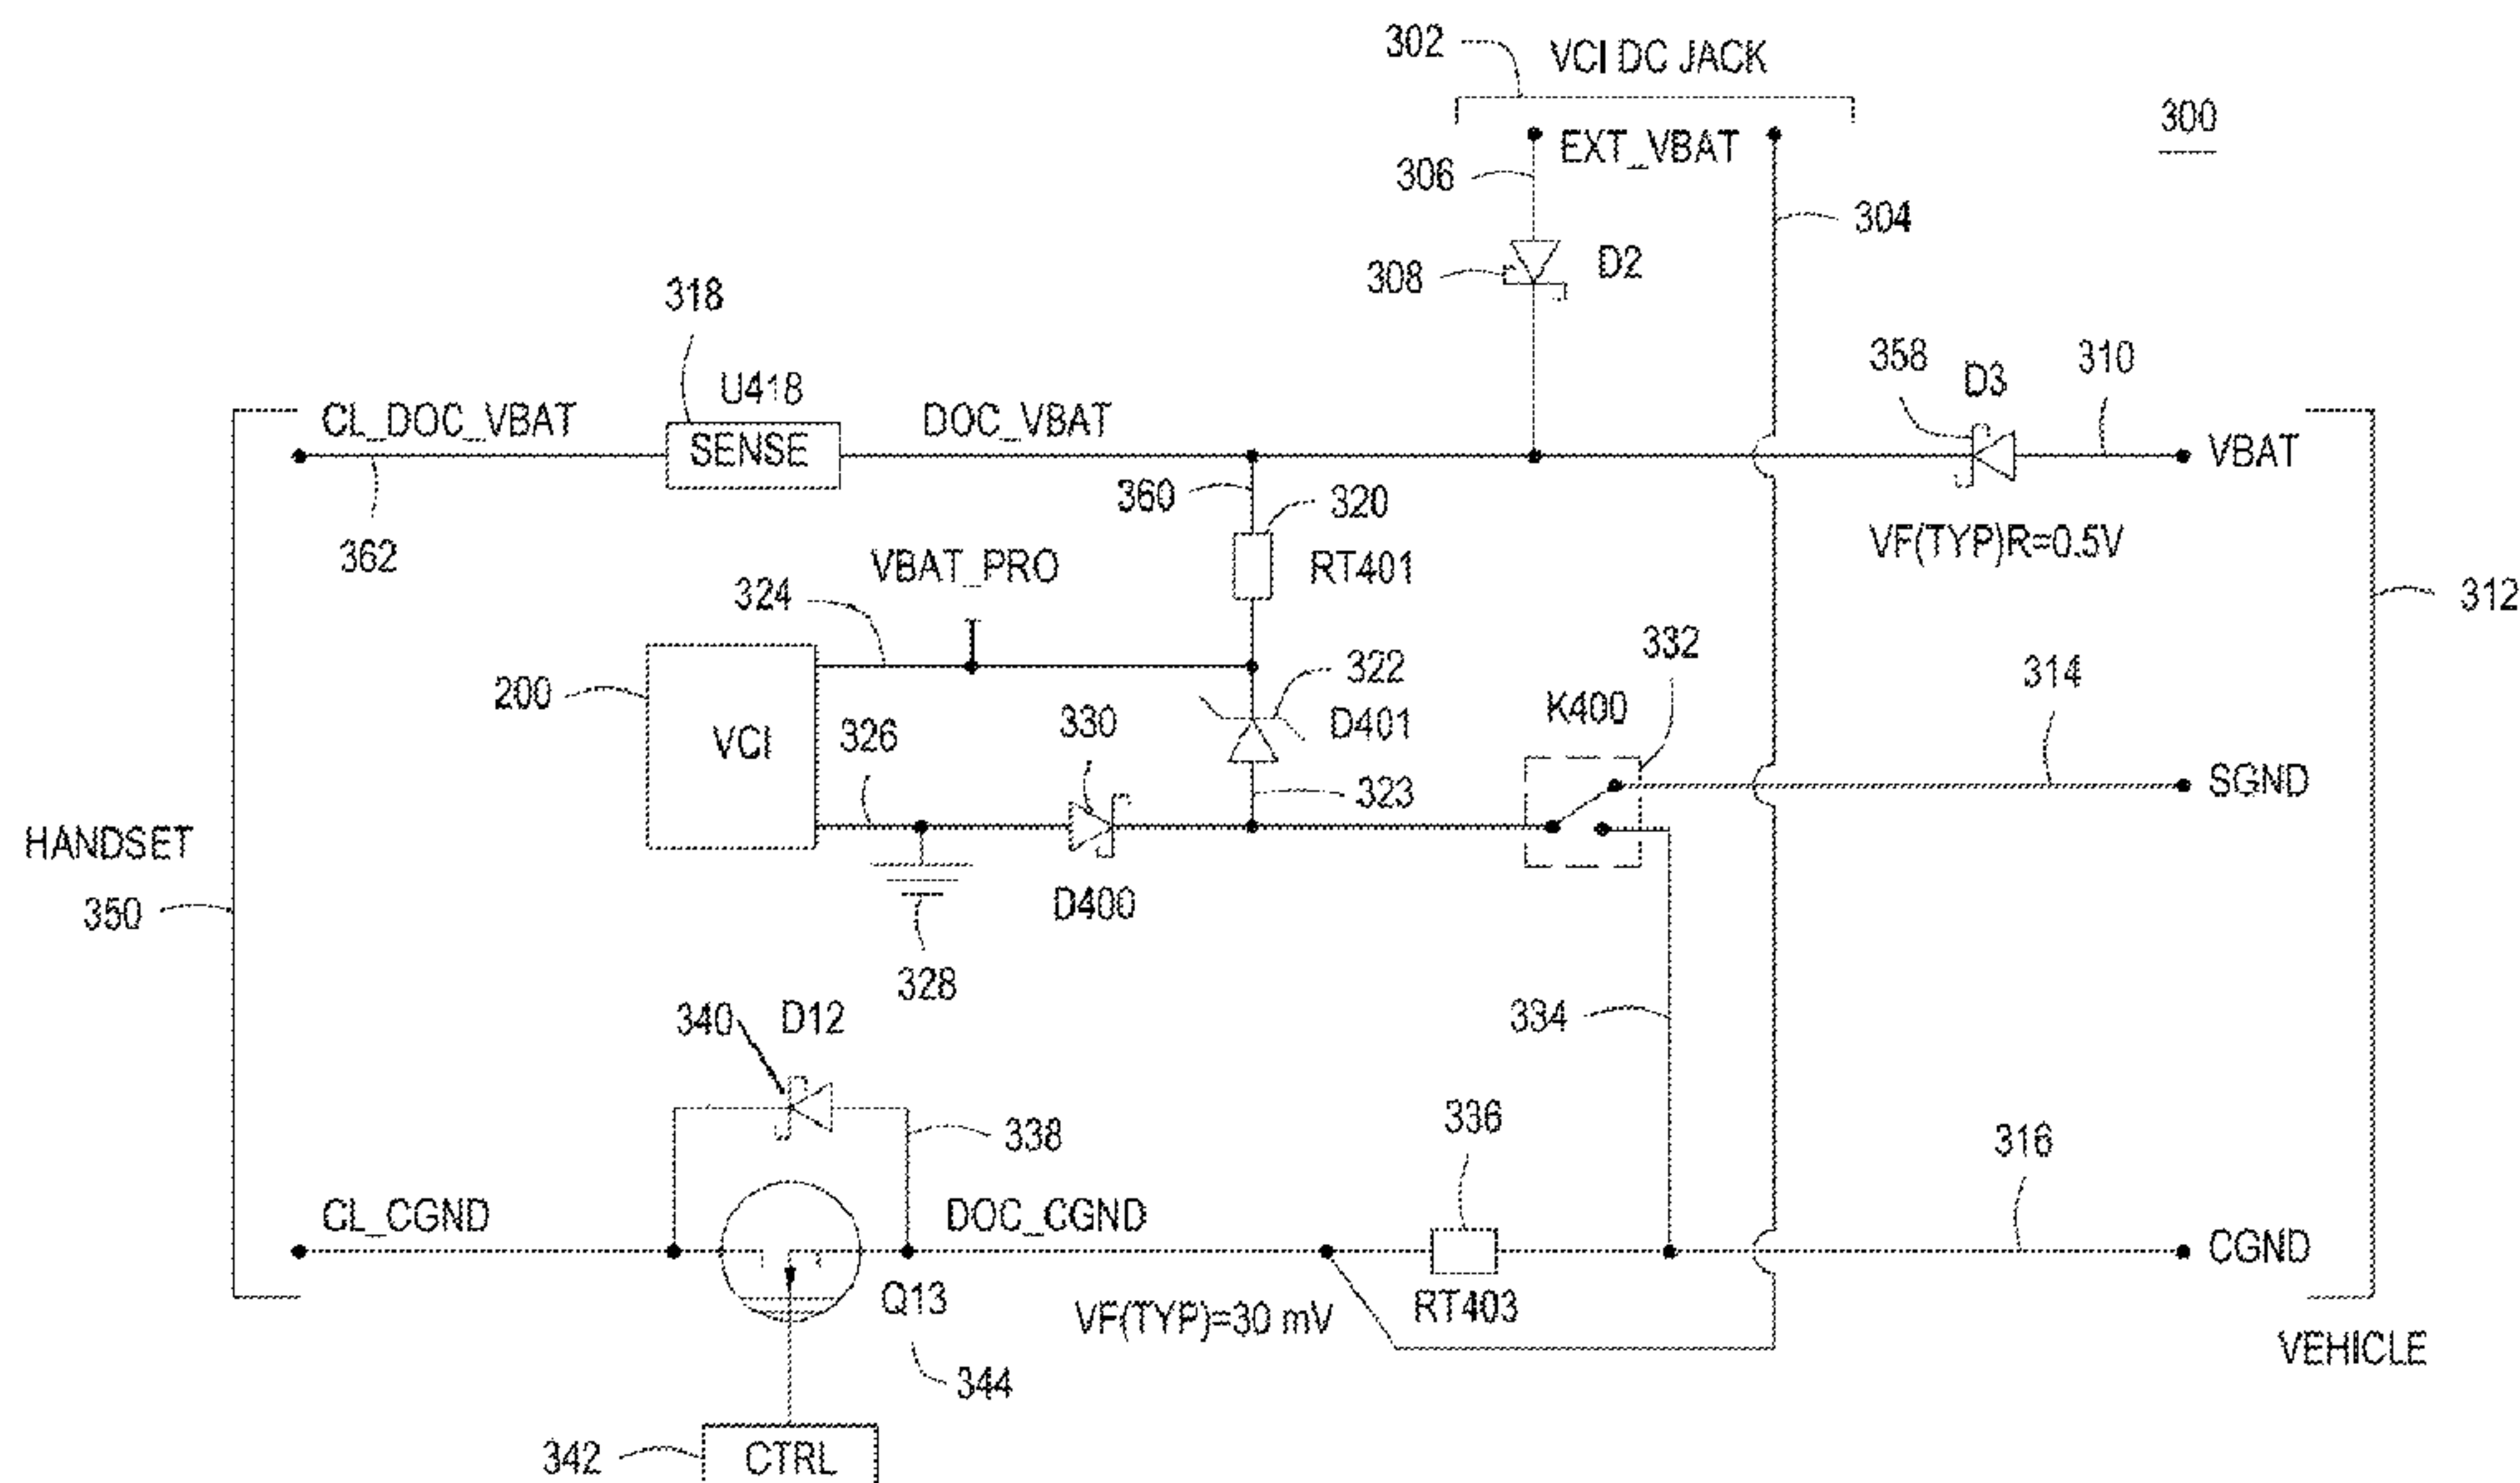 302
VCI DC JACK
300
EXT_VBAT
306
304
308
D2
318
358
D3
310
U418
CL_DOC_VBAT
SENSE
DOC_VBAT
VBAT
360
320
362
VF(TYP)R=0.5V
VBAT_PRO
RT401
324
312
332
322
314
200
K400
330
D401
VCI
326
SGND
323
HANDSET
350
D400
328
340
D12
334
336
338
316
CL_CGND
DOC_CGND
CGND
Q13
VF(TYP)=30 mV
RT403
VEHICLE
344
342
CTRL